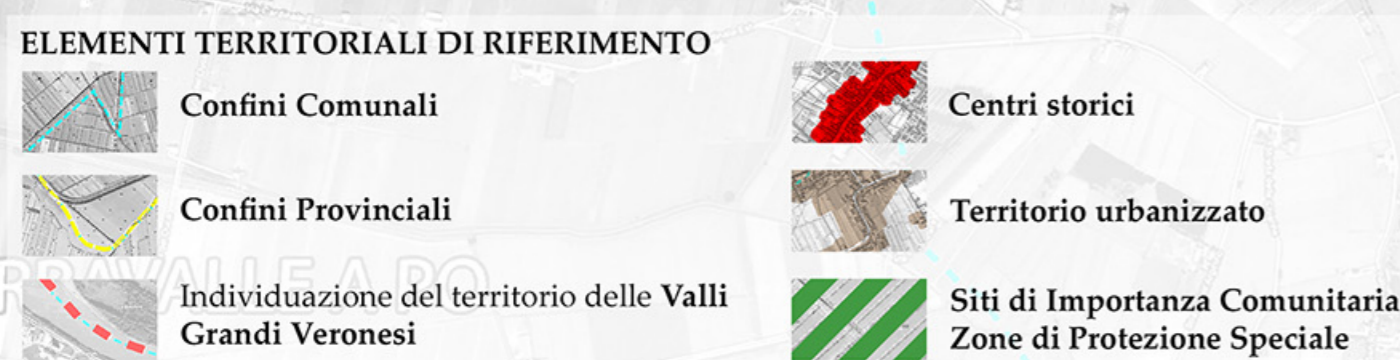 ELEMENTI TERRITORIALI DI RIFERIMENTO
Confini Comunali
Confini Provinciali
Individuazione del territorio delle Valli
Grandi Veronesi
Centri storici
Territorio urbanizzato
Siti di Importanza Comunitaria
Zone di Protezione Speciale
A PO